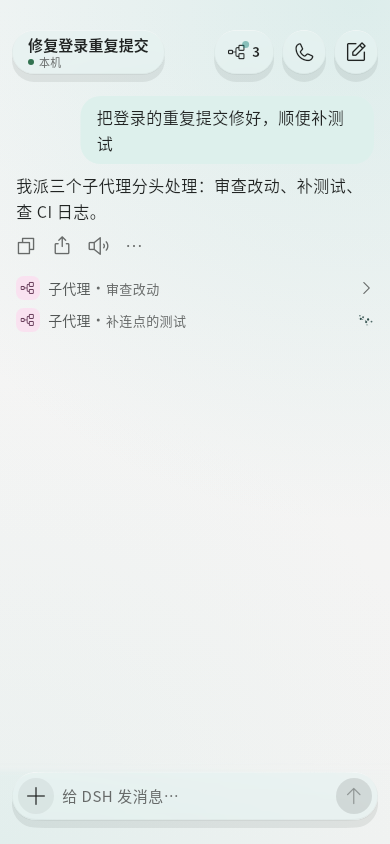 修复登录重复提交
本机
3
把登录的重复提交修好，顺便补测
试
我派三个子代理分头处理：审查改动、补测试、
查 CI 日志。
子代理・审查改动
子代理・补连点的测试
给 DSH 发消息…